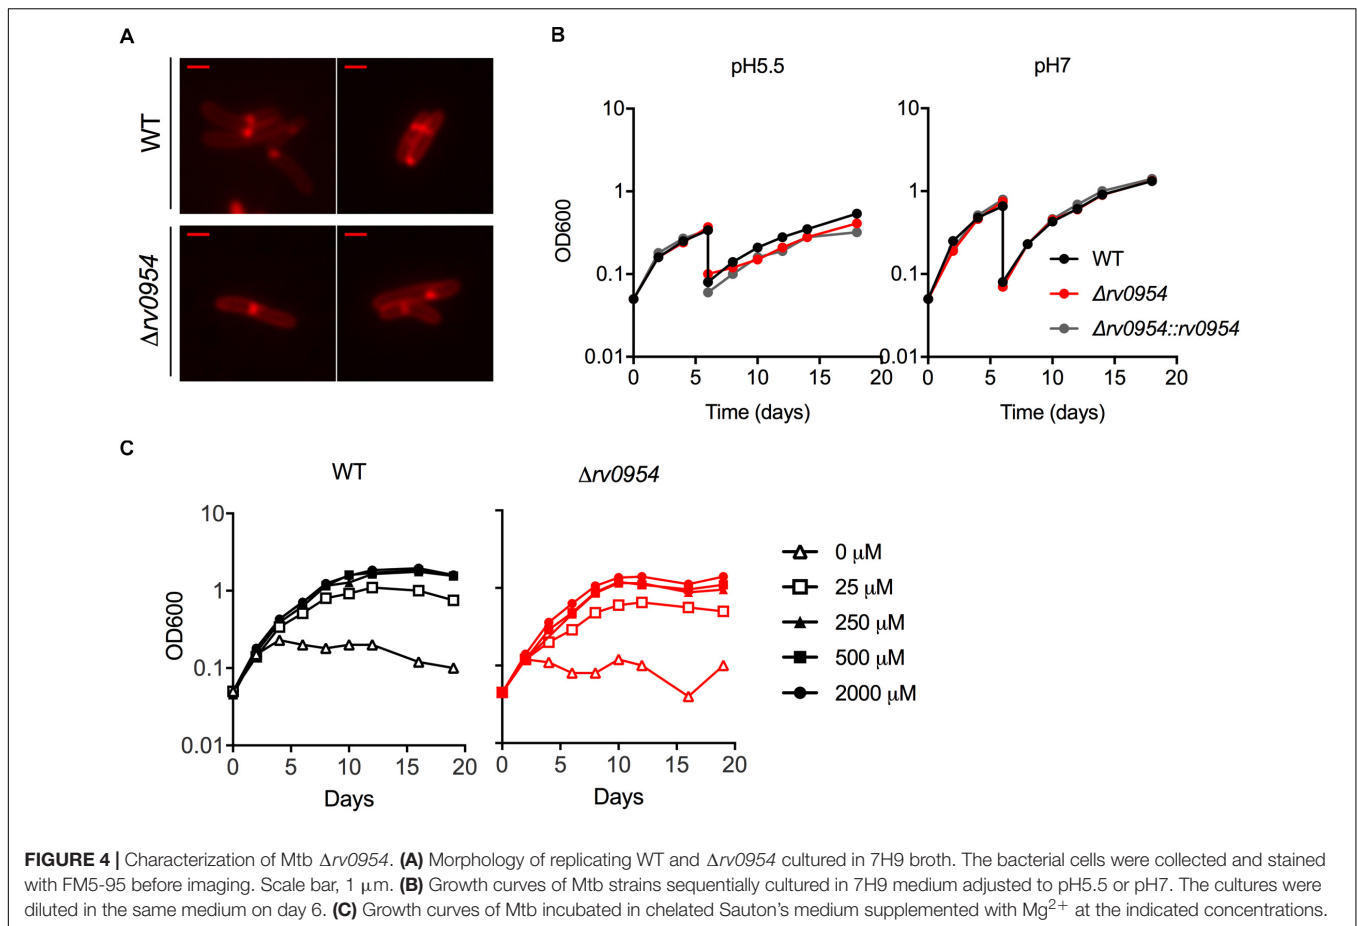 A
WT
Δrv0954
B
pH5.5
pH7
10
1
0.1
0.01
OD600
0
5
10
15
20
Time (days)
10
1
0.1
0.01
0
5
10
15
20
Time (days)
WT
Δrv0954
Δrv0954::rv0954
C
WT
Δrv0954
10
1
0.1
0.01
OD600
0
5
10
15
20
Days
0
5
10
15
20
Days
0 μM
25 μM
250 μM
500 μM
2000 μM
FIGURE 4 | Characterization of Mtb Δrv0954. (A) Morphology of replicating WT and Δrv0954 cultured in 7H9 broth. The bacterial cells were collected and stained
with FM5-95 before imaging. Scale bar, 1 μm. (B) Growth curves of Mtb strains sequentially cultured in 7H9 medium adjusted to pH5.5 or pH7. The cultures were
diluted in the same medium on day 6. (C) Growth curves of Mtb incubated in chelated Sauton's medium supplemented with Mg²⁺ at the indicated concentrations.